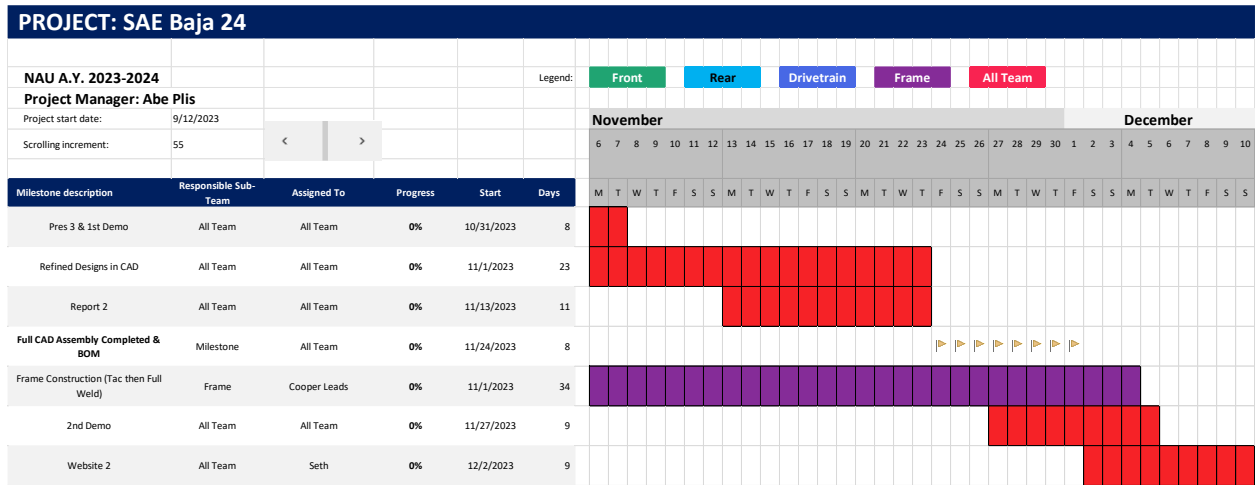 PROJECT: SAE Baja 24
NAU A.Y. 2023-2024
Legend: Front Rear Drivetrain Frame All Team
Project Manager: Abe Plis
Project start date: 9/12/2023
November December
Scrolling increment: 55
6 7 8 9 10 11 12 13 14 15 16 17 18 19 20 21 22 23 24 25 26 27 28 29 30 1 2 3 4 5 6 7 8 9 10
Milestone description Responsible Sub-Team Assigned To Progress Start Days M T W T F S S M T W T F S S M T W T F S S M T W T F S S M T W T F S S
Pres 3 & 1st Demo All Team All Team 0% 10/31/2023 8
Refined Designs in CAD All Team All Team 0% 11/1/2023 23
Report 2 All Team All Team 0% 11/13/2023 11
Full CAD Assembly Completed & BOM Milestone All Team 0% 11/24/2023 8
Frame Construction (Tac then Full Weld) Frame Cooper Leads 0% 11/1/2023 34
2nd Demo All Team All Team 0% 11/27/2023 9
Website 2 All Team Seth 0% 12/2/2023 9